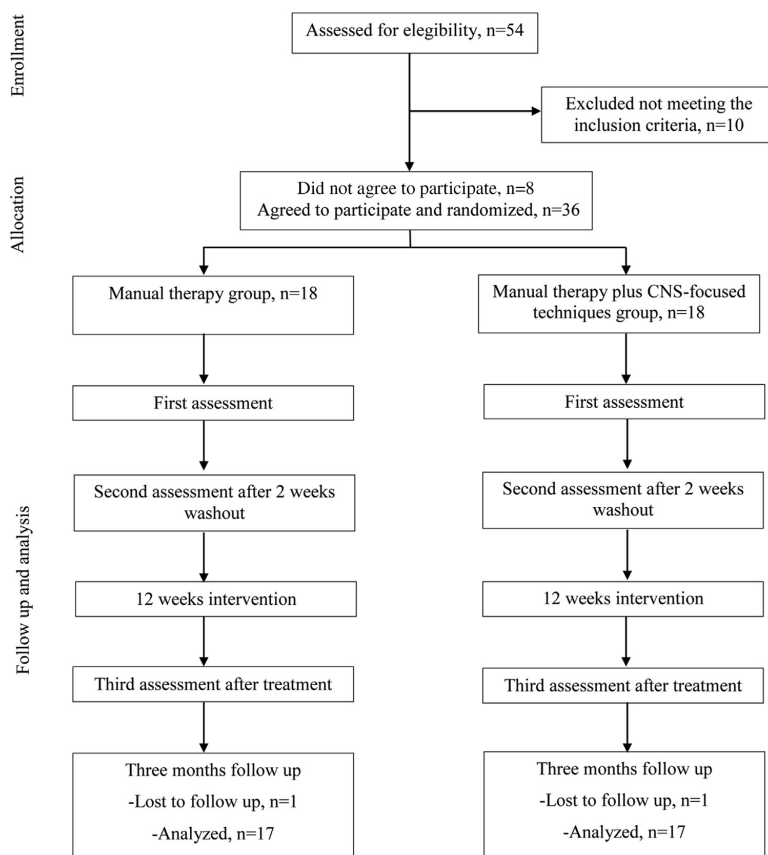 Enrollment
Assessed for elegibility, n=54
Excluded not meeting the
inclusion criteria, n=10
Allocation
Did not agree to participate, n=8
Agreed to participate and randomized, n=36
Manual therapy group, n=18
Manual therapy plus CNS-focused
techniques group, n=18
First assessment
First assessment
Follow up and analysis
Second assessment after 2 weeks
washout
Second assessment after 2 weeks
washout
12 weeks intervention
12 weeks intervention
Third assessment after treatment
Third assessment after treatment
Three months follow up
-Lost to follow up, n=1
-Analyzed, n=17
Three months follow up
-Lost to follow up, n=1
-Analyzed, n=17